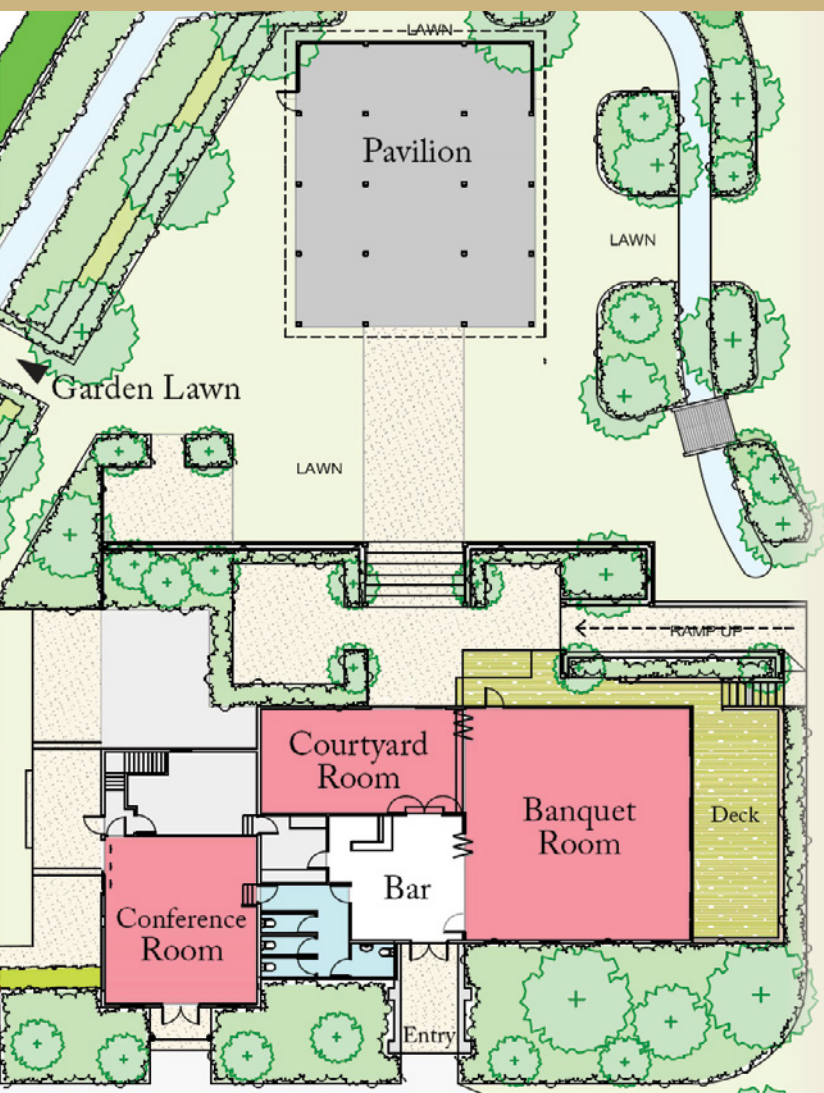 LAWN
Pavilion
LAWN
Garden Lawn
LAWN
RAMP UP
Courtyard
Room
Banquet
Room
Deck
Bar
Conference
Room
Entry